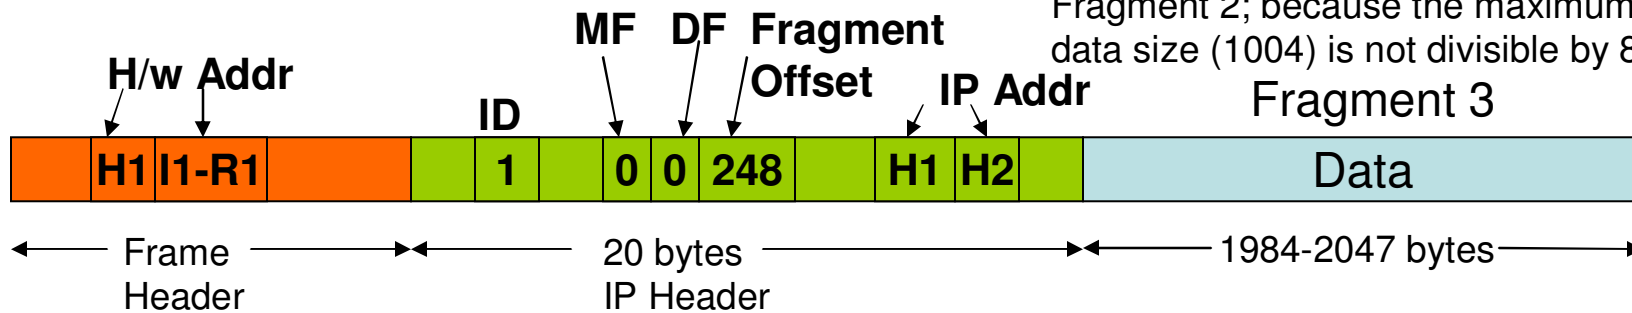 Fragment 2; because the maximum
data size (1004) is not divisible by 8
MF DF Fragment
Offset
H/w Addr
ID
IP Addr
Fragment 3
H1 I1-R1 1 0 0 248 H1 H2 Data
Frame
Header
20 bytes
IP Header
1984-2047 bytes